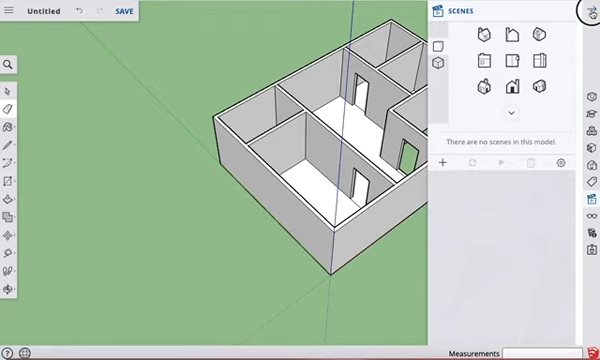 Untitled
SAVE
SCENES
There are no scenes in this model.
Measurements